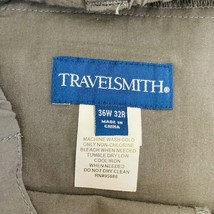 TRAVELSMITH®
36W 32R
MADE IN
CHINA
MACHINE WASH COLD
ONLY NON-CHLORINE
BLEACH WHEN NEEDED
TUMBLE DRY LOW
COOL IRON
WHEN NEEDED
DO NOT DRY CLEAN